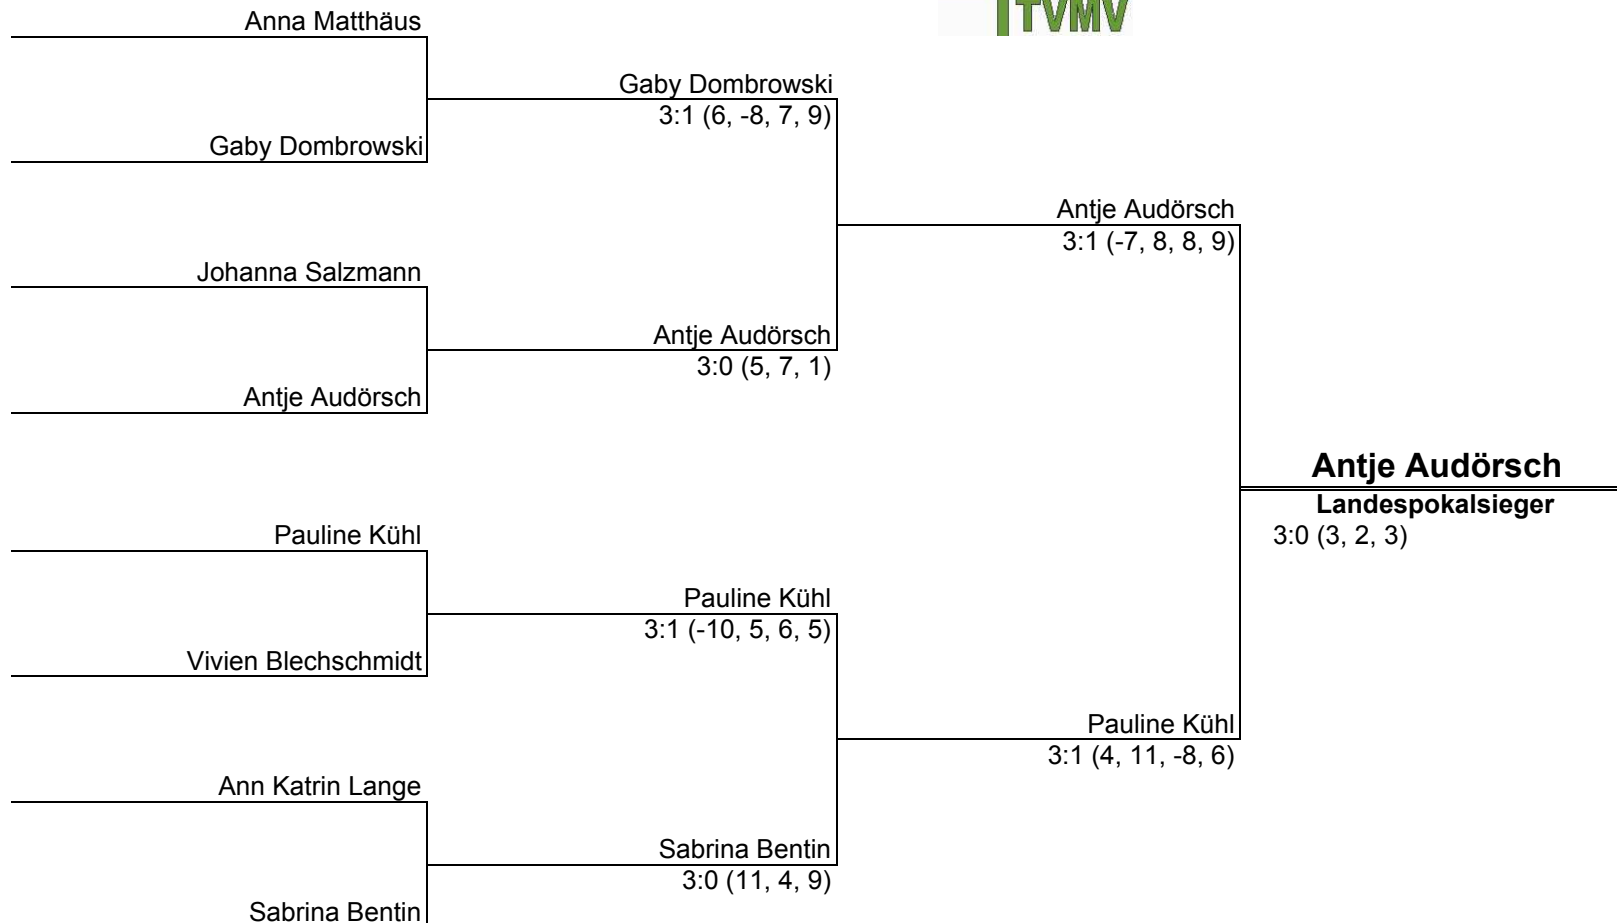 TTVMV
Anna Matthäus
Gaby Dombrowski
3:1 (6, -8, 7, 9)
Gaby Dombrowski
Antje Audörsch
3:1 (-7, 8, 8, 9)
Johanna Salzmann
Antje Audörsch
3:0 (5, 7, 1)
Antje Audörsch
Antje Audörsch
Landespokalsieger
3:0 (3, 2, 3)
Pauline Kühl
Pauline Kühl
3:1 (-10, 5, 6, 5)
Vivien Blechschmidt
Pauline Kühl
3:1 (4, 11, -8, 6)
Ann Katrin Lange
Sabrina Bentin
3:0 (11, 4, 9)
Sabrina Bentin